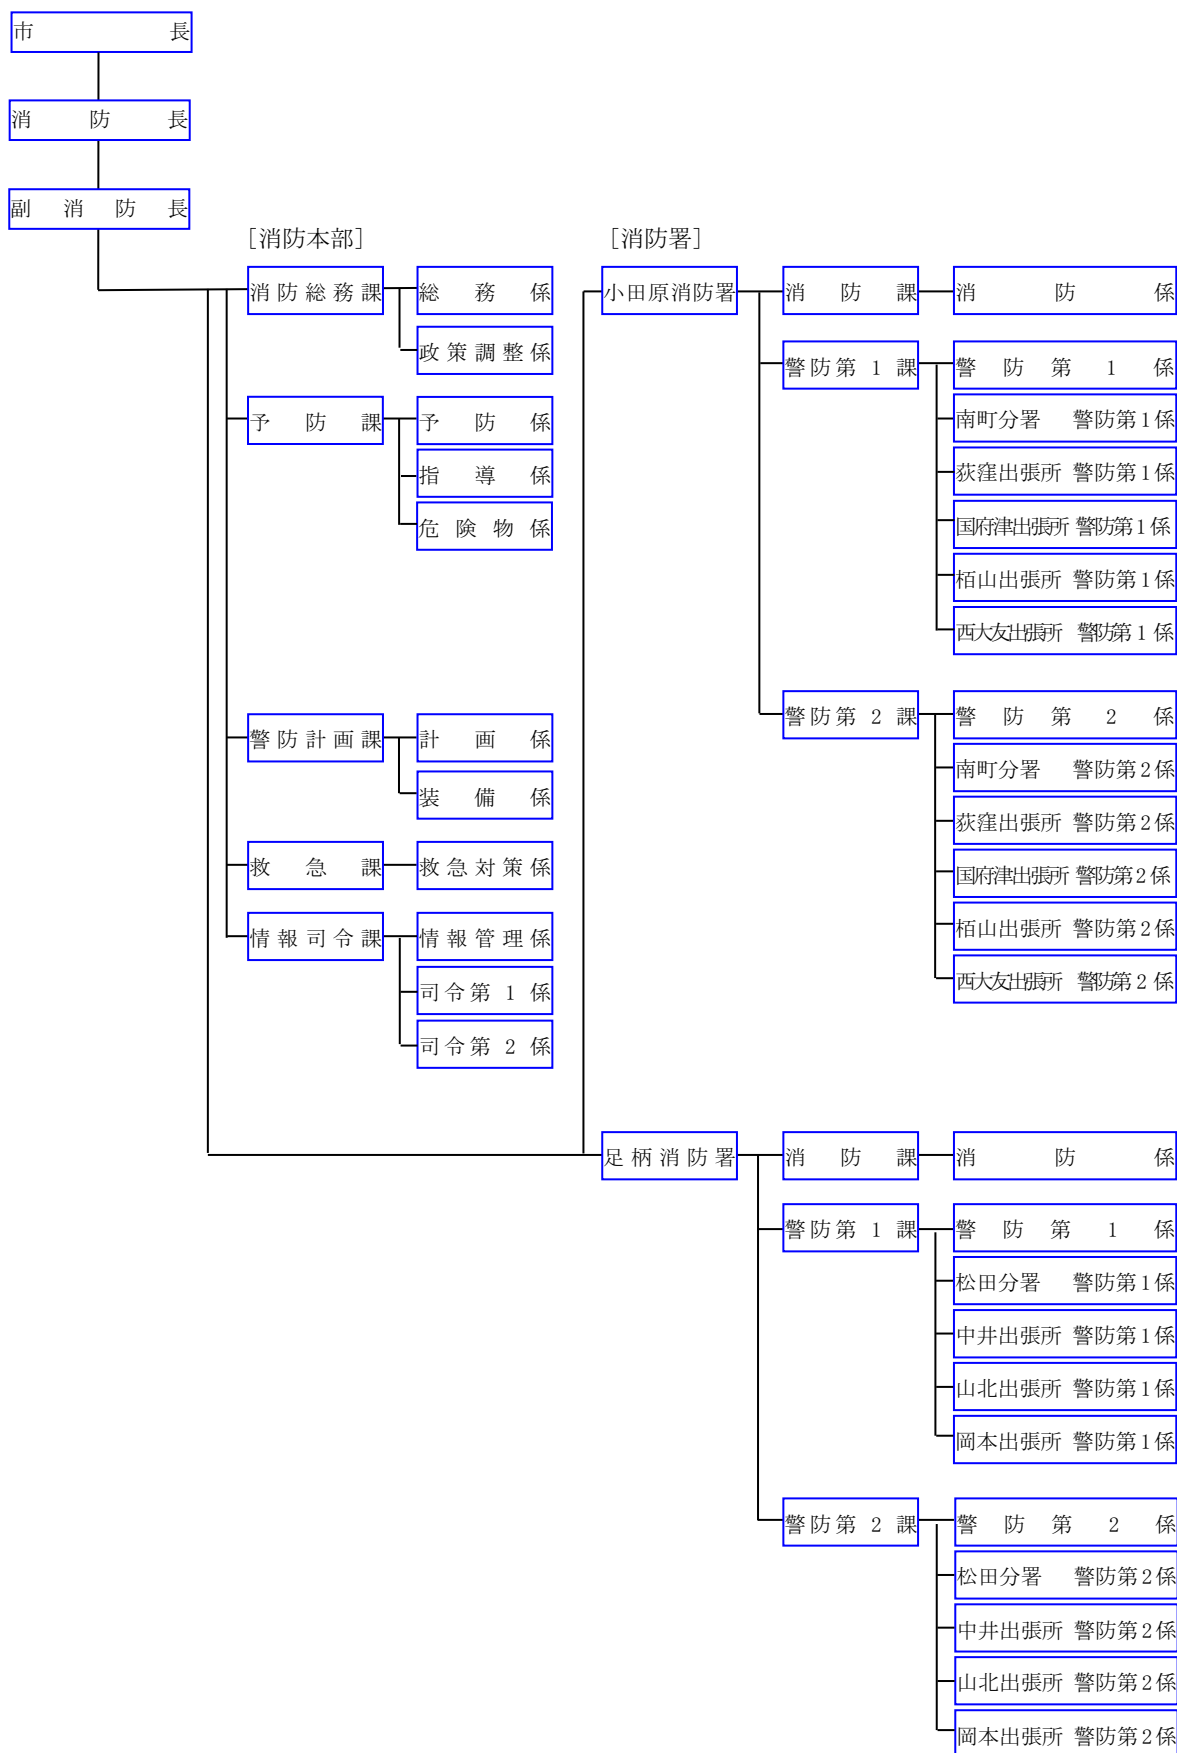 市長
消防長
副消防長
［消防本部］
消防総務課
総務係
政策調整係
予防課
予防係
指導係
危険物係
警防計画課
計画係
装備係
救急課
救急対策係
情報司令課
情報管理係
司令第1係
司令第2係
［消防署］
小田原消防署
消防課
消防係
警防第1課
警防第1係
南町分署 警防第1係
荻窪出張所 警防第1係
国府津出張所 警防第1係
栢山出張所 警防第1係
西大友出張所 警防第1係
警防第2課
警防第2係
南町分署 警防第2係
荻窪出張所 警防第2係
国府津出張所 警防第2係
栢山出張所 警防第2係
西大友出張所 警防第2係
足柄消防署
消防課
消防係
警防第1課
警防第1係
松田分署 警防第1係
中井出張所 警防第1係
山北出張所 警防第1係
岡本出張所 警防第1係
警防第2課
警防第2係
松田分署 警防第2係
中井出張所 警防第2係
山北出張所 警防第2係
岡本出張所 警防第2係